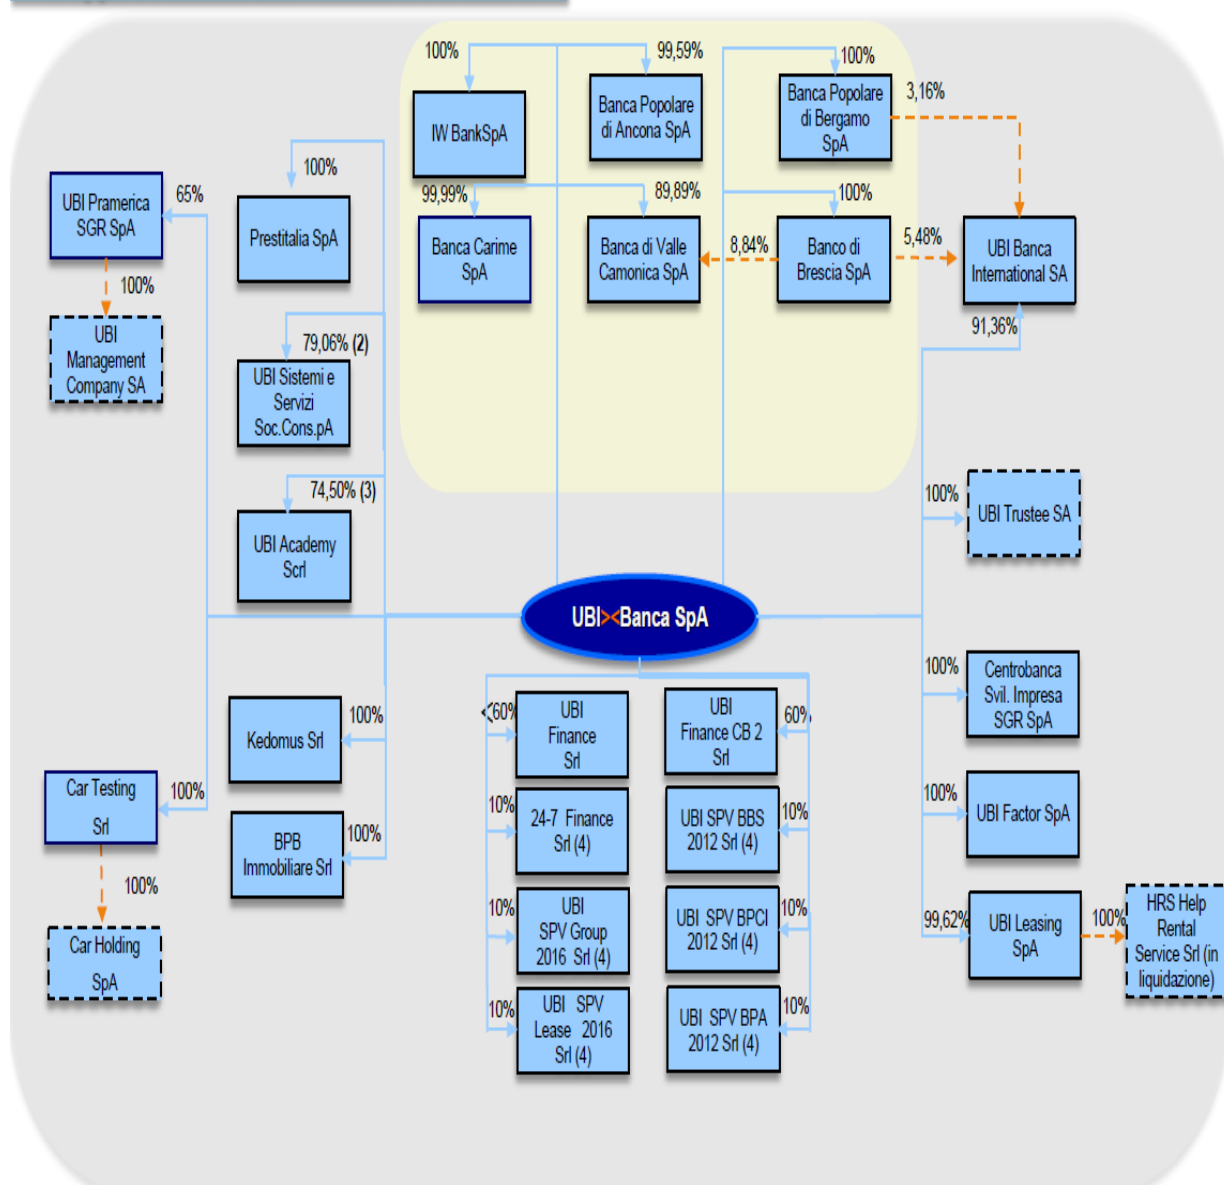 100%
99,59%
100%
3,16%
IW BankSpA
Banca Popolare
di Ancona SpA
Banca Popolare
di Bergamo
SpA
100%
65%
UBI Pramerica
SGR SpA
Prestitalia SpA
99,99%
89,89%
100%
Banca Carime
SpA
Banca di Valle
Camonica SpA
8,84%
Banco di
Brescia SpA
5,48%
UBI Banca
International SA
91,36%
100%
UBI
Management
Company SA
79,06% (2)
UBI Sistemi e
Servizi
Soc.Cons.pA
74,50% (3)
UBI Academy
Scrl
100%
UBI Trustee SA
UBI><Banca SpA
100%
Centrobanca
Svil. Impresa
SGR SpA
Kedomus Srl
100%
<60%
UBI
Finance
Srl
UBI
Finance CB 2
Srl
60%
Car Testing
Srl
100%
BPB
Immobiliare Srl
100%
10%
24-7 Finance
Srl (4)
UBI SPV BBS
2012 Srl (4)
10%
100%
UBI Factor SpA
100%
Car Holding
SpA
10%
UBI
SPV Group
2016 Srl (4)
UBI SPV BPCI
2012 Srl (4)
10%
99,62%
UBI Leasing
SpA
100%
HRS Help
Rental
Service Srl (in
liquidazione)
10%
UBI SPV
Lease 2016
Srl (4)
UBI SPV BPA
2012 Srl (4)
10%